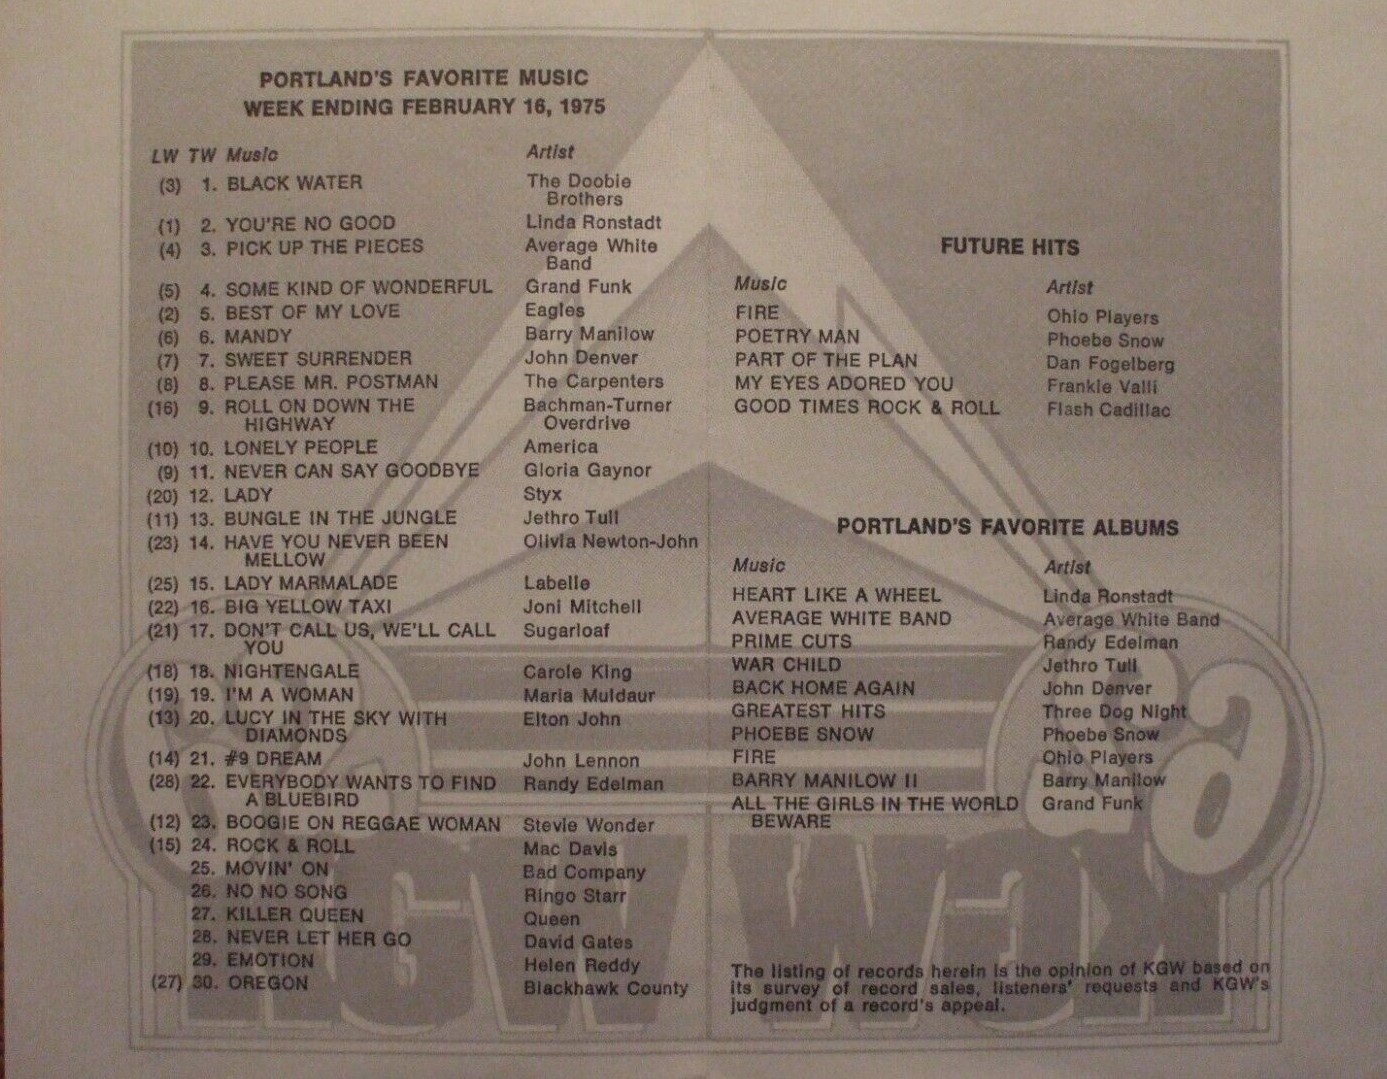 PORTLAND'S FAVORITE MUSIC
WEEK ENDING FEBRUARY 16, 1975
LW TW Music Artist
(3) 1. BLACK WATER The Doobie
Brothers
(1) 2. YOU'RE NO GOOD Linda Ronstadt
(4) 3. PICK UP THE PIECES Average White
Band
(5) 4. SOME KIND OF WONDERFUL Grand Funk
(2) 5. BEST OF MY LOVE Eagles
(6) 6. MANDY Barry Manilow
(7) 7. SWEET SURRENDER John Denver
(8) 8. PLEASE MR. POSTMAN The Carpenters
(16) 9. ROLL ON DOWN THE Bachman-Turner
HIGHWAY Overdrive
(10) 10. LONELY PEOPLE America
(9) 11. NEVER CAN SAY GOODBYE Gloria Gaynor
(20) 12. LADY Styx
(11) 13. BUNGLE IN THE JUNGLE Jethro Tull
(23) 14. HAVE YOU NEVER BEEN Olivia Newton-John
MELLOW
(25) 15. LADY MARMALADE Labelle
(22) 16. BIG YELLOW TAXI Joni Mitchell
(21) 17. DON'T CALL US, WE'LL CALL Sugarloaf
YOU
(18) 18. NIGHTENGALE Carole King
(19) 19. I'M A WOMAN Maria Muldaur
(13) 20. LUCY IN THE SKY WITH Elton John
DIAMONDS
(14) 21. #9 DREAM John Lennon
(28) 22. EVERYBODY WANTS TO FIND Randy Edelman
A BLUEBIRD
(12) 23. BOOGIE ON REGGAE WOMAN Stevie Wonder
(15) 24. ROCK & ROLL Mac Davis
25. MOVIN' ON Bad Company
26. NO NO SONG Ringo Starr
27. KILLER QUEEN Queen
28. NEVER LET HER GO David Gates
29. EMOTION Helen Reddy
(27) 30. OREGON Blackhawk County
FUTURE HITS
Music Artist
FIRE Ohio Players
POETRY MAN Phoebe Snow
PART OF THE PLAN Dan Fogelberg
MY EYES ADORED YOU Frankie Valli
GOOD TIMES ROCK & ROLL Flash Cadillac
PORTLAND'S FAVORITE ALBUMS
Music Artist
HEART LIKE A WHEEL Linda Ronstadt
AVERAGE WHITE BAND Average White Band
PRIME CUTS Randy Edelman
WAR CHILD Jethro Tull
BACK HOME AGAIN John Denver
GREATEST HITS Three Dog Night
PHOEBE SNOW Phoebe Snow
FIRE Ohio Players
BARRY MANILOW II Barry Manilow
ALL THE GIRLS IN THE WORLD Grand Funk
BEWARE
The listing of records herein is the opinion of KGW based on
its survey of record sales, listeners' requests and KGW's
judgment of a record's appeal.
62
KGW WAX